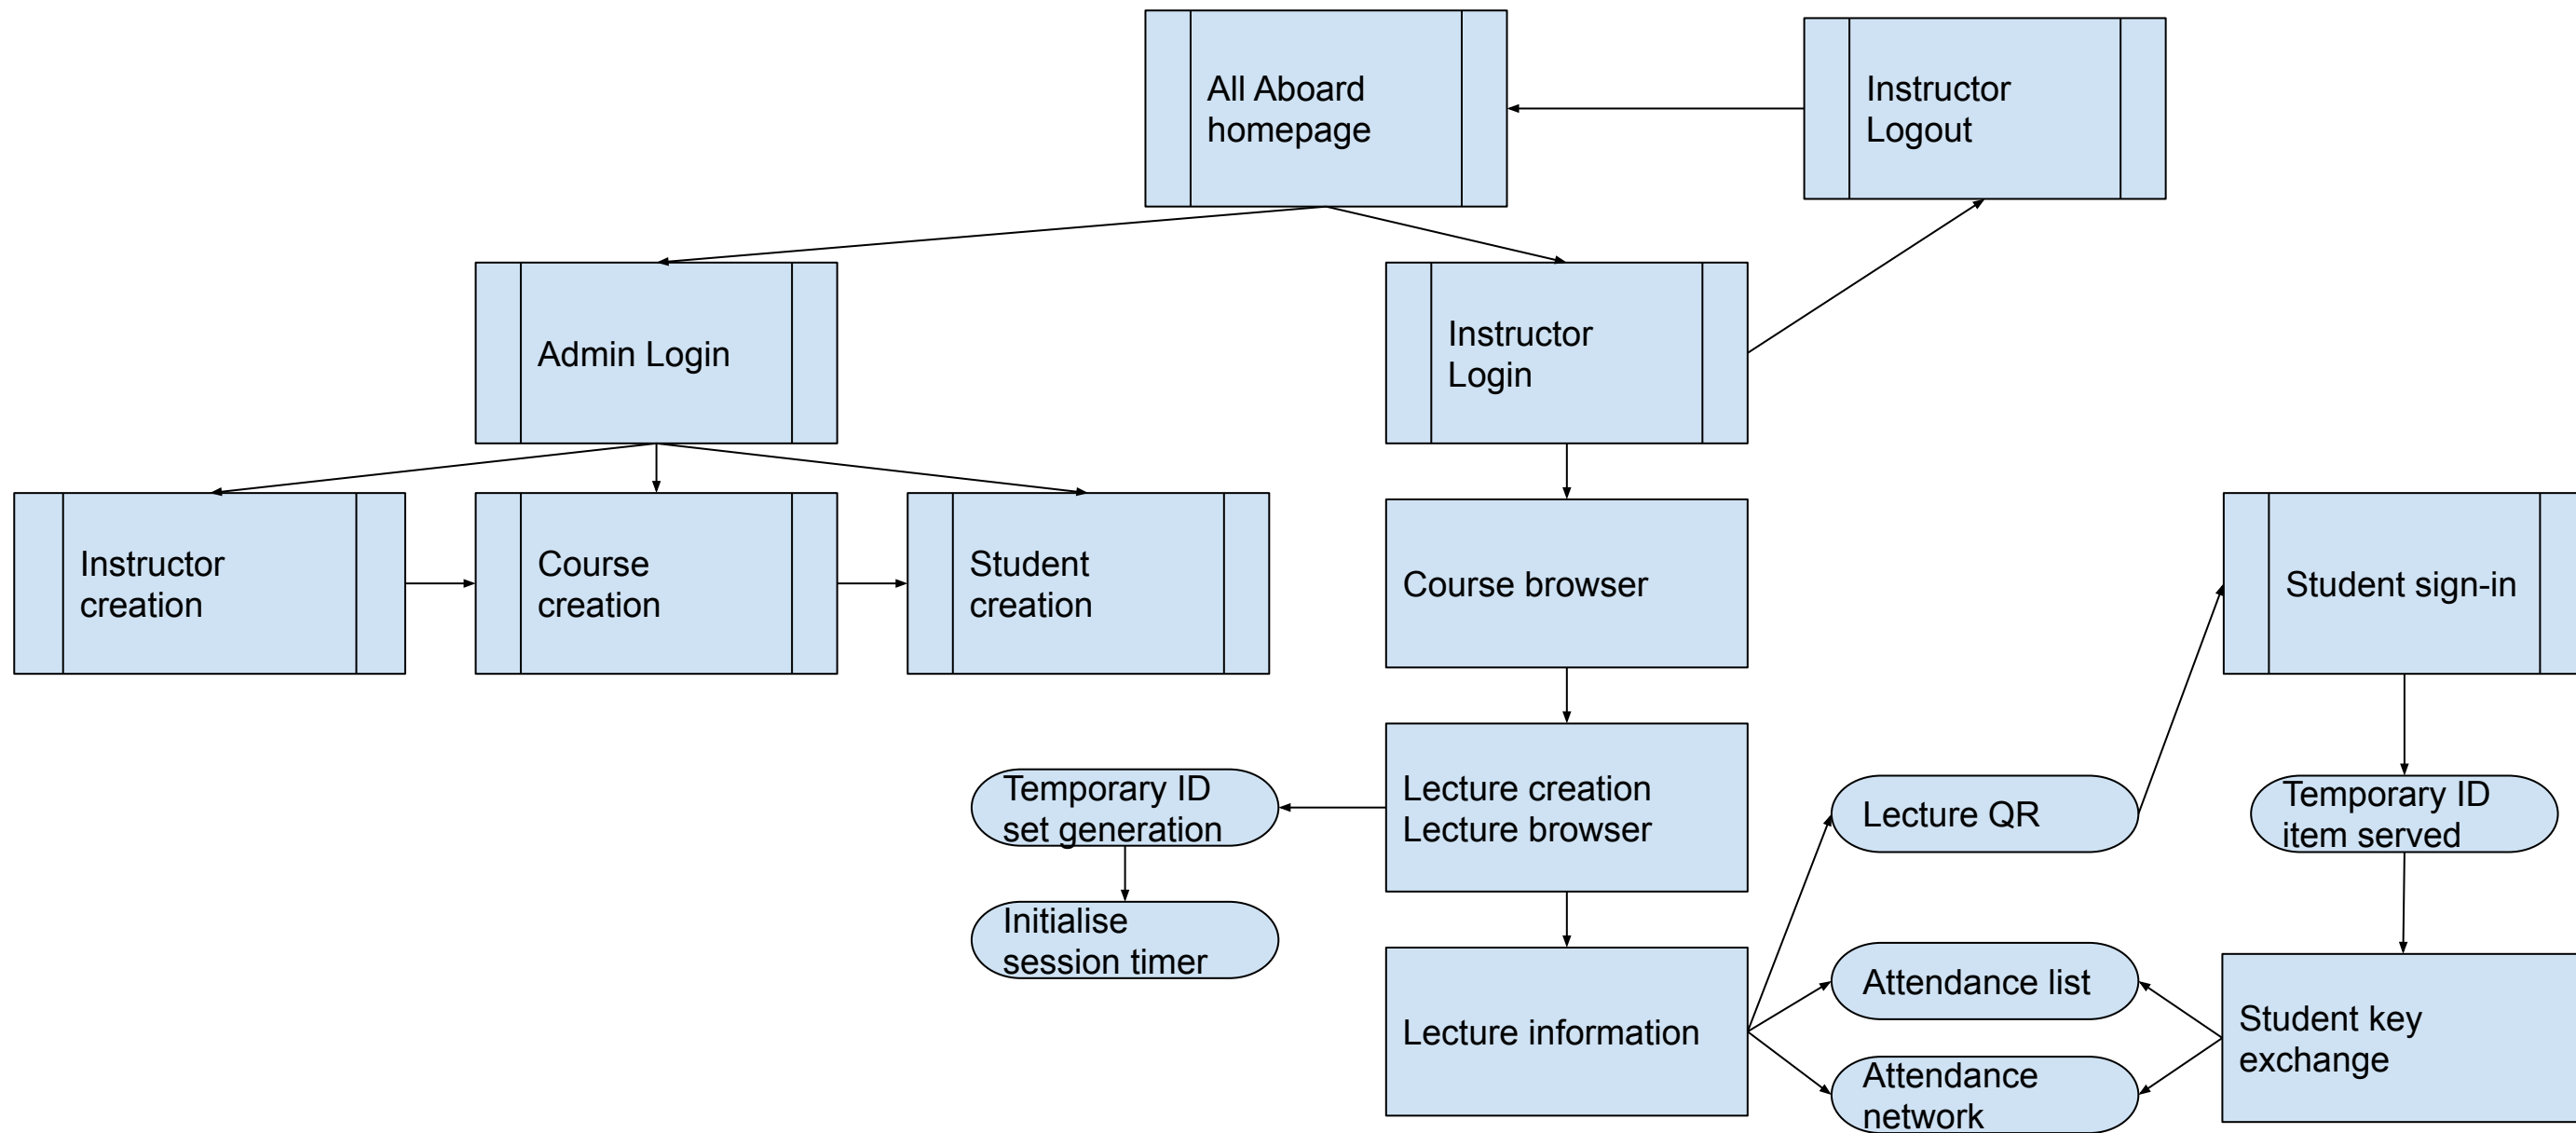 All Aboard
homepage
Instructor
Logout
Admin Login
Instructor
Login
Instructor
creation
Course
creation
Student
creation
Course browser
Student sign-in
Temporary ID
set generation
Lecture creation
Lecture browser
Lecture QR
Temporary ID
item served
Initialise
session timer
Lecture information
Attendance list
Attendance
network
Student key
exchange